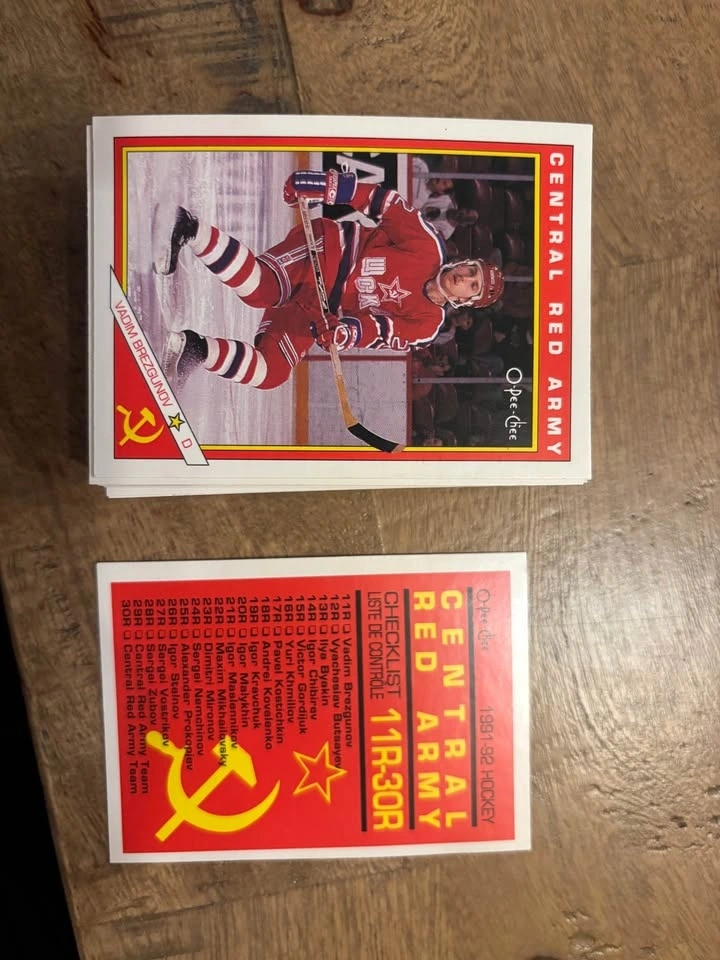 CENTRAL RED ARMY
O-Pee-Chee
ЦСК
VADIM BREZGUNOV D
O-Pee-Chee 1991-92 HOCKEY
CENTRAL
RED ARMY
CHECKLIST
LISTE DE CONTRÔLE
11R-30R
11R Vadim Brezgunov
12R Vyacheslav Butsayev
13R Ilya Byakin
14R Igor Chibirev
15R Victor Gordijuk
16R Yuri Khmilov
17R Pavel Kostichkin
18R Andrei Kovalenko
19R Igor Kravchuk
20R Igor Malykhin
21R Igor Maslennikov
22R Maxim Mikhailovsky
23R Dmitri Mironov
24R Sergei Nemchinov
25R Alexander Prokopiev
26R Igor Stelnov
27R Sergei Vostrikov
28R Sergei Zubov
29R Central Red Army Team
30R Central Red Army Team